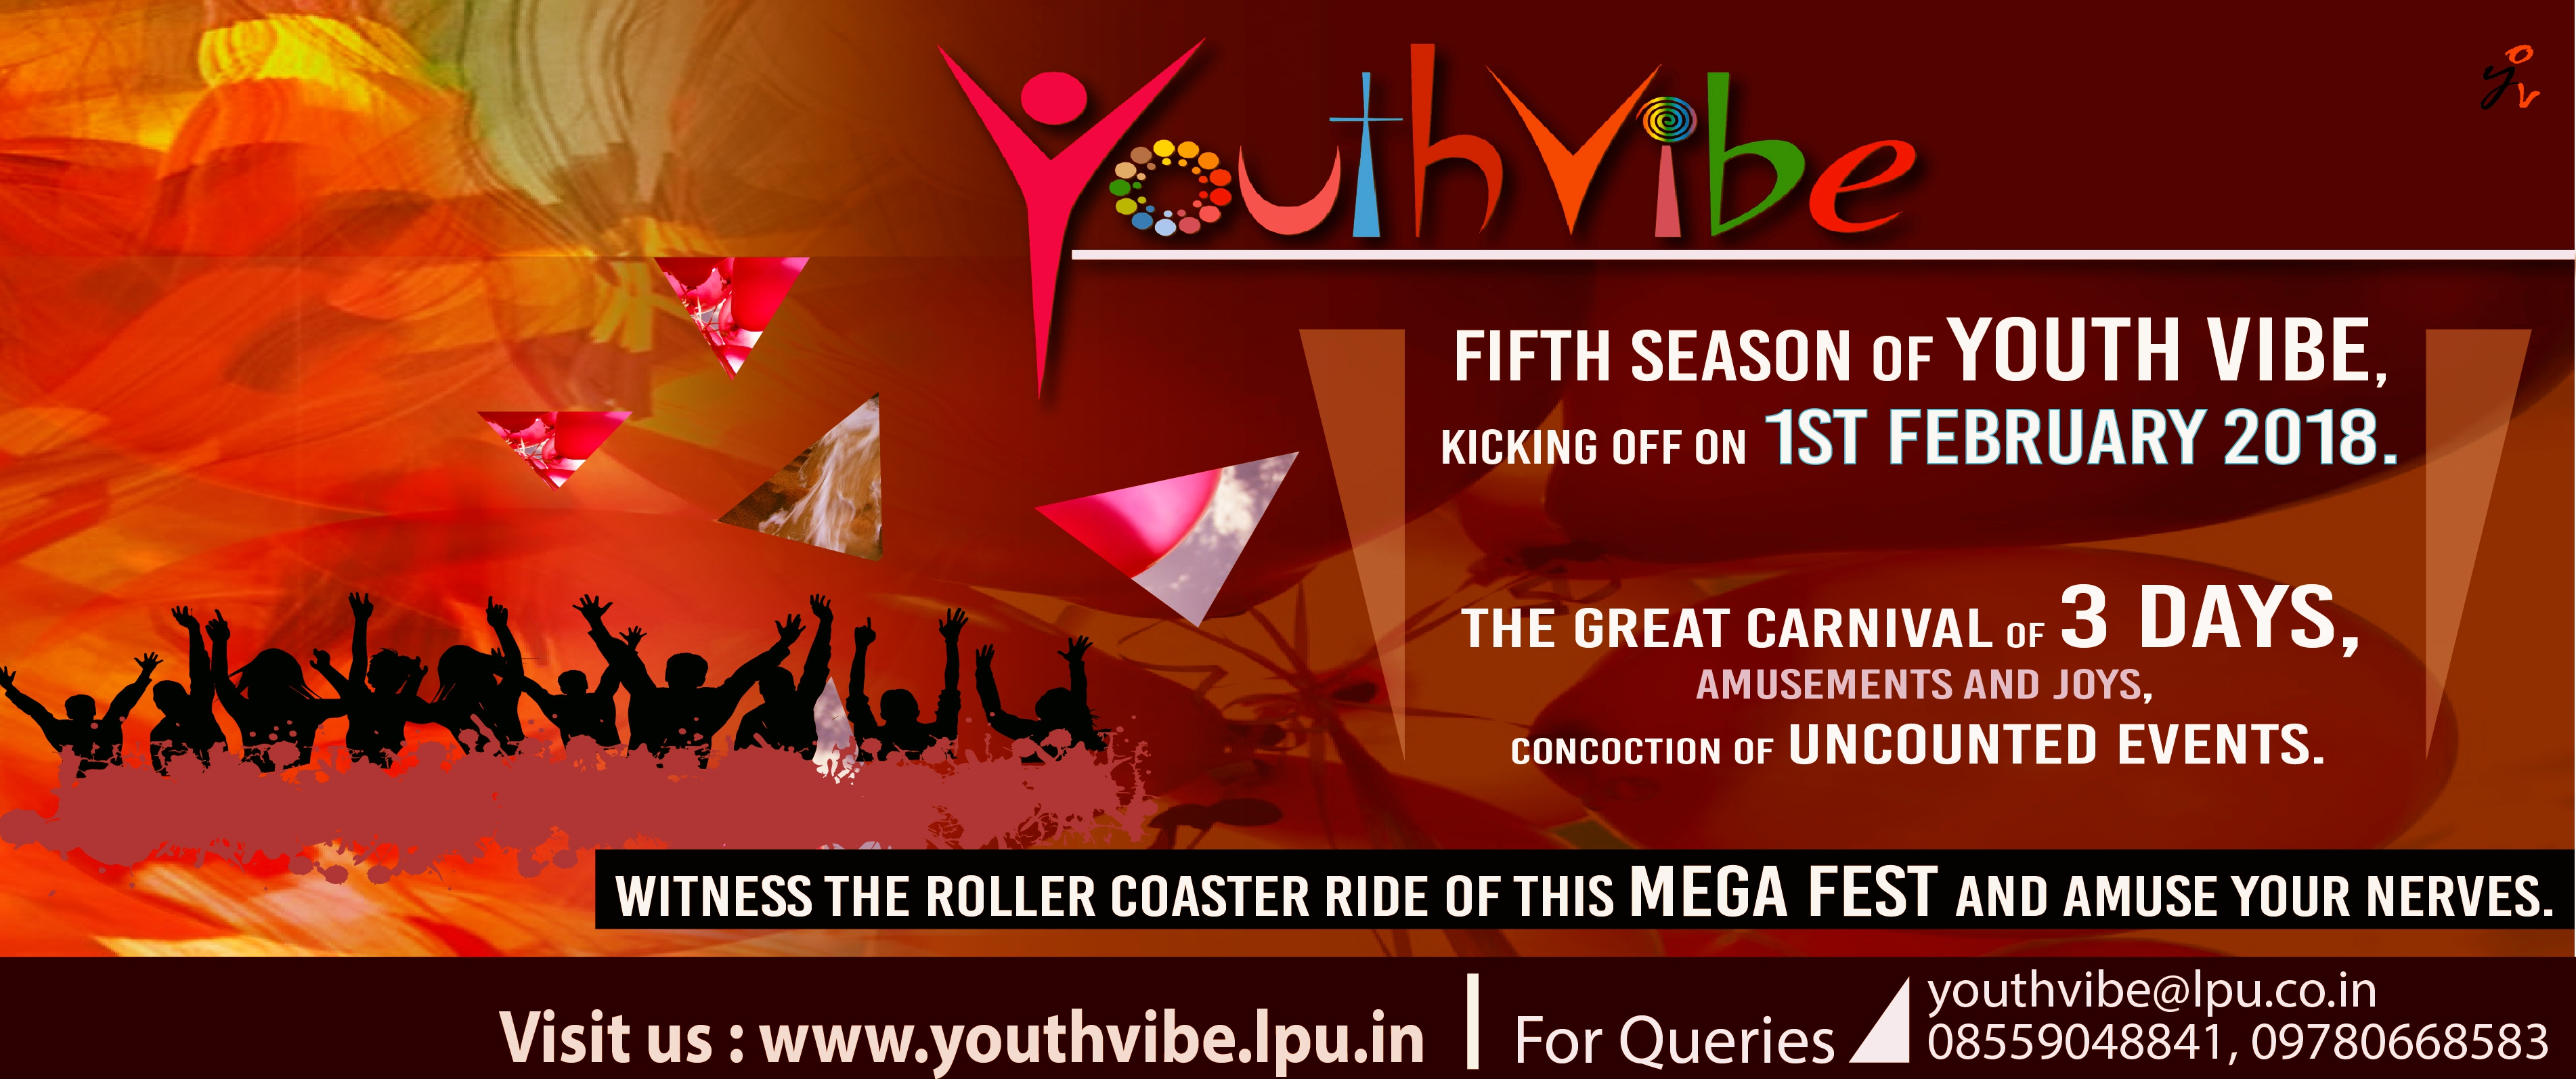 YouthVibe
yov
FIFTH SEASON OF YOUTH VIBE,
KICKING OFF ON 1ST FEBRUARY 2018.
THE GREAT CARNIVAL OF 3 DAYS,
AMUSEMENTS AND JOYS,
CONCOCTION OF UNCOUNTED EVENTS.
WITNESS THE ROLLER COASTER RIDE OF THIS MEGA FEST AND AMUSE YOUR NERVES.
Visit us : www.youthvibe.lpu.in
For Queries
youthvibe@lpu.co.in
08559048841, 09780668583